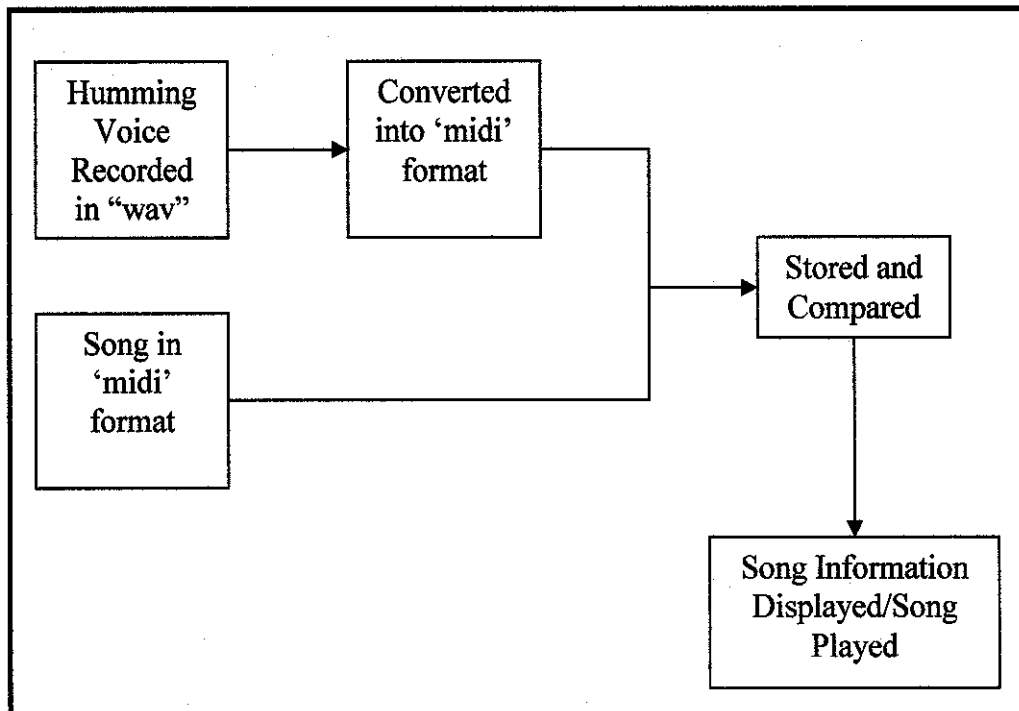 Humming
Voice
Recorded
in “wav”
Converted
into ‘midi’
format
Stored and
Compared
Song in
‘midi’
format
Song Information
Displayed/Song
Played